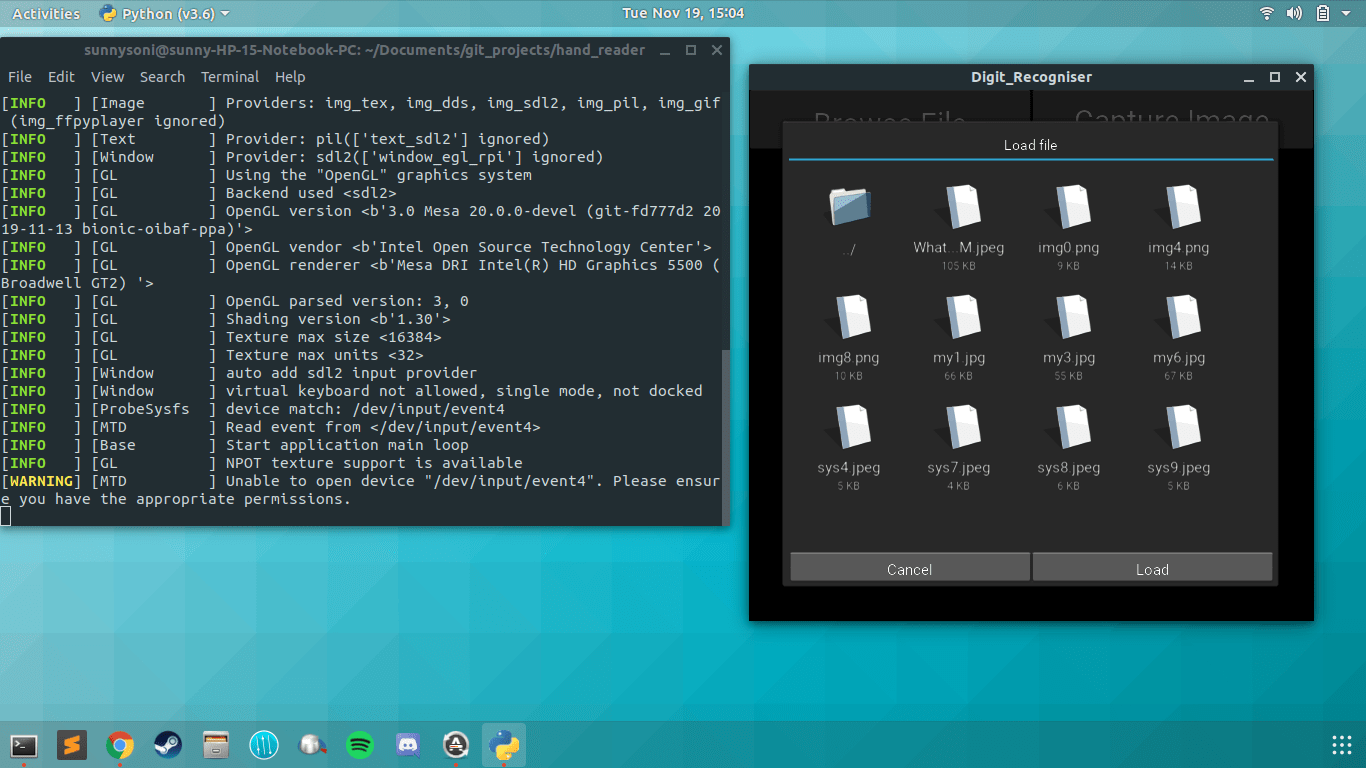 Activities
Python (v3.6)
Tue Nov 19, 15:04
sunnysoni@sunny-HP-15-Notebook-PC: ~/Documents/git_projects/hand_reader
File Edit View Search Terminal Help
[INFO   ] [Image       ] Providers: img_tex, img_dds, img_sdl2, img_pil, img_gif
 (img_ffpyplayer ignored)
[INFO   ] [Text        ] Provider: pil(['text_sdl2'] ignored)
[INFO   ] [Window      ] Provider: sdl2(['window_egl_rpi'] ignored)
[INFO   ] [GL          ] Using the "OpenGL" graphics system
[INFO   ] [GL          ] Backend used <sdl2>
[INFO   ] [GL          ] OpenGL version <b'3.0 Mesa 20.0.0-devel (git-fd777d2 20
19-11-13 bionic-oibaf-ppa)'>
[INFO   ] [GL          ] OpenGL vendor <b'Intel Open Source Technology Center'>
[INFO   ] [GL          ] OpenGL renderer <b'Mesa DRI Intel(R) HD Graphics 5500 (
Broadwell GT2) '>
[INFO   ] [GL          ] OpenGL parsed version: 3, 0
[INFO   ] [GL          ] Shading version <b'1.30'>
[INFO   ] [GL          ] Texture max size <16384>
[INFO   ] [GL          ] Texture max units <32>
[INFO   ] [Window      ] auto add sdl2 input provider
[INFO   ] [Window      ] virtual keyboard not allowed, single mode, not docked
[INFO   ] [ProbeSysfs  ] device match: /dev/input/event4
[INFO   ] [MTD         ] Read event from </dev/input/event4>
[INFO   ] [Base        ] Start application main loop
[INFO   ] [GL          ] NPOT texture support is available
[WARNING] [MTD         ] Unable to open device "/dev/input/event4". Please ensur
e you have the appropriate permissions.
Digit_Recogniser
Browse File
Capture Image
Load file
../
What...M.jpeg
105 KB
img0.png
9 KB
img4.png
14 KB
img8.png
10 KB
my1.jpg
66 KB
my3.jpg
55 KB
my6.jpg
67 KB
sys4.jpeg
5 KB
sys7.jpeg
4 KB
sys8.jpeg
6 KB
sys9.jpeg
5 KB
Cancel
Load